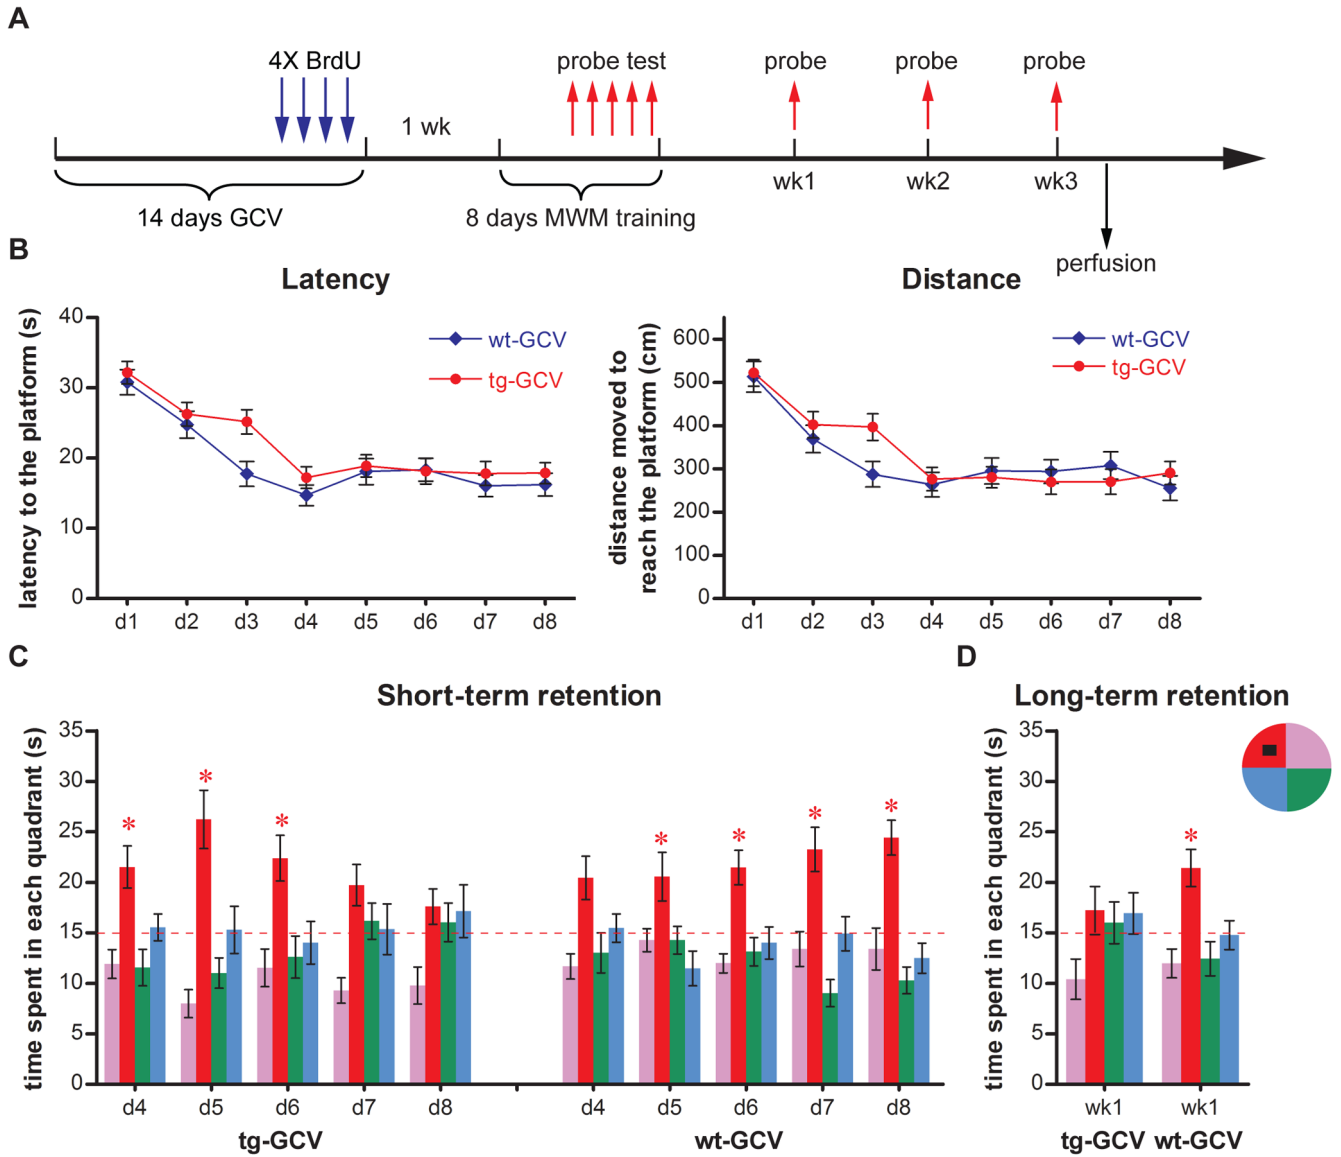 A
4X BrdU
probe test
probe
probe
probe
1 wk
wk1
wk2
wk3
14 days GCV
8 days MWM training
perfusion
B
Latency
latency to the platform (s)
40
30
20
10
0
wt-GCV
tg-GCV
d1 d2 d3 d4 d5 d6 d7 d8
Distance
distance moved to
reach the platform (cm)
600
500
400
300
200
100
0
wt-GCV
tg-GCV
d1 d2 d3 d4 d5 d6 d7 d8
C
Short-term retention
time spent in each quadrant (s)
35
30
25
20
15
10
5
0
* * * * * * *
d4 d5 d6 d7 d8 d4 d5 d6 d7 d8
tg-GCV wt-GCV
D
Long-term retention
time spent in each quadrant (s)
35
30
25
20
15
10
5
0
*
wk1 wk1
tg-GCV wt-GCV